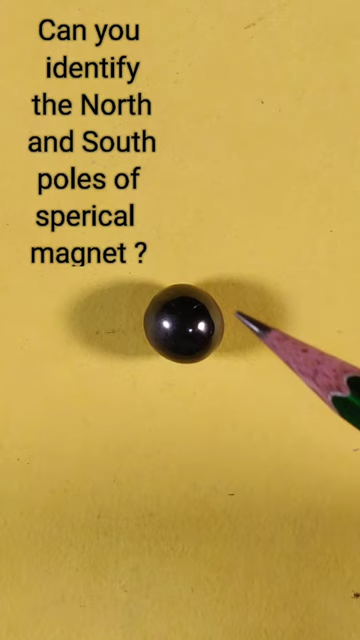 Can you
identify
the North
and South
poles of
sperical
magnet ?